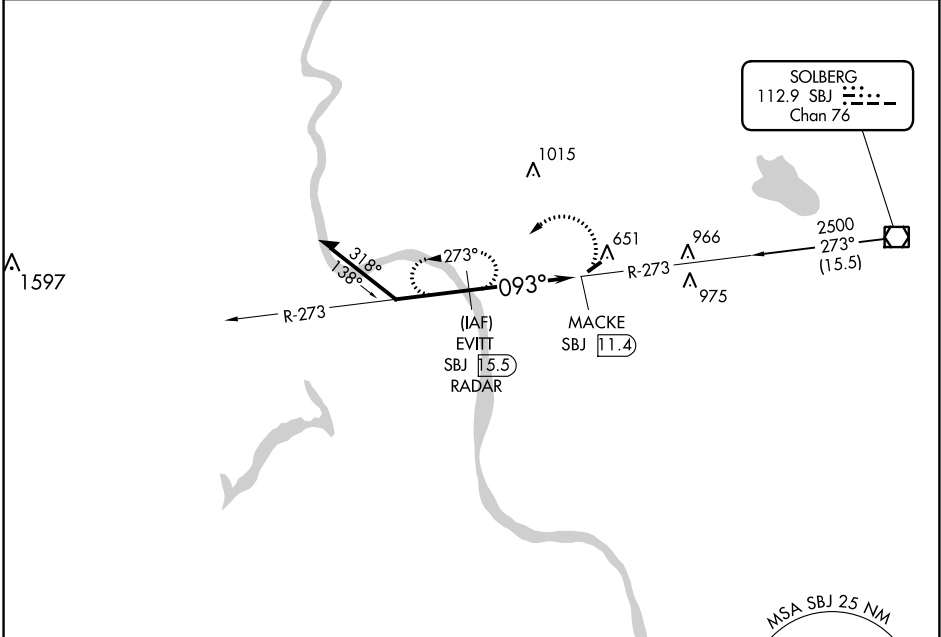 SOLBERG
112.9 SBJ
Chan 76
1015
651
966
2500
273°
(15.5)
R-273
975
1597
318°
138°
273°
093°
R-273
(IAF)
EVITT
SBJ 15.5
RADAR
MACKE
SBJ 11.4
MSA SBJ 25 NM